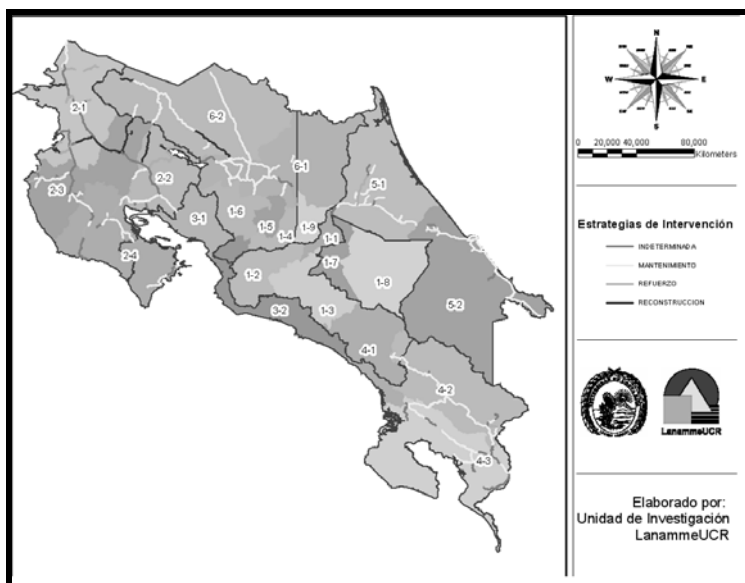 2-1
6-2
2-3
2-2
6-1
5-1
3-1
1-6
1-5
1-9
1-4
1-1
2-4
1-7
1-2
1-8
5-2
3-2
1-3
4-1
4-2
4-3
N
W
E
S
0 20,000 40,000 80,000
Kilometers
Estrategias de Intervención
INDETERMINADA
MANTENIMIENTO
REFUERZO
RECONSTRUCCION
LanammeUCR
Elaborado por:
Unidad de Investigación
LanammeUCR